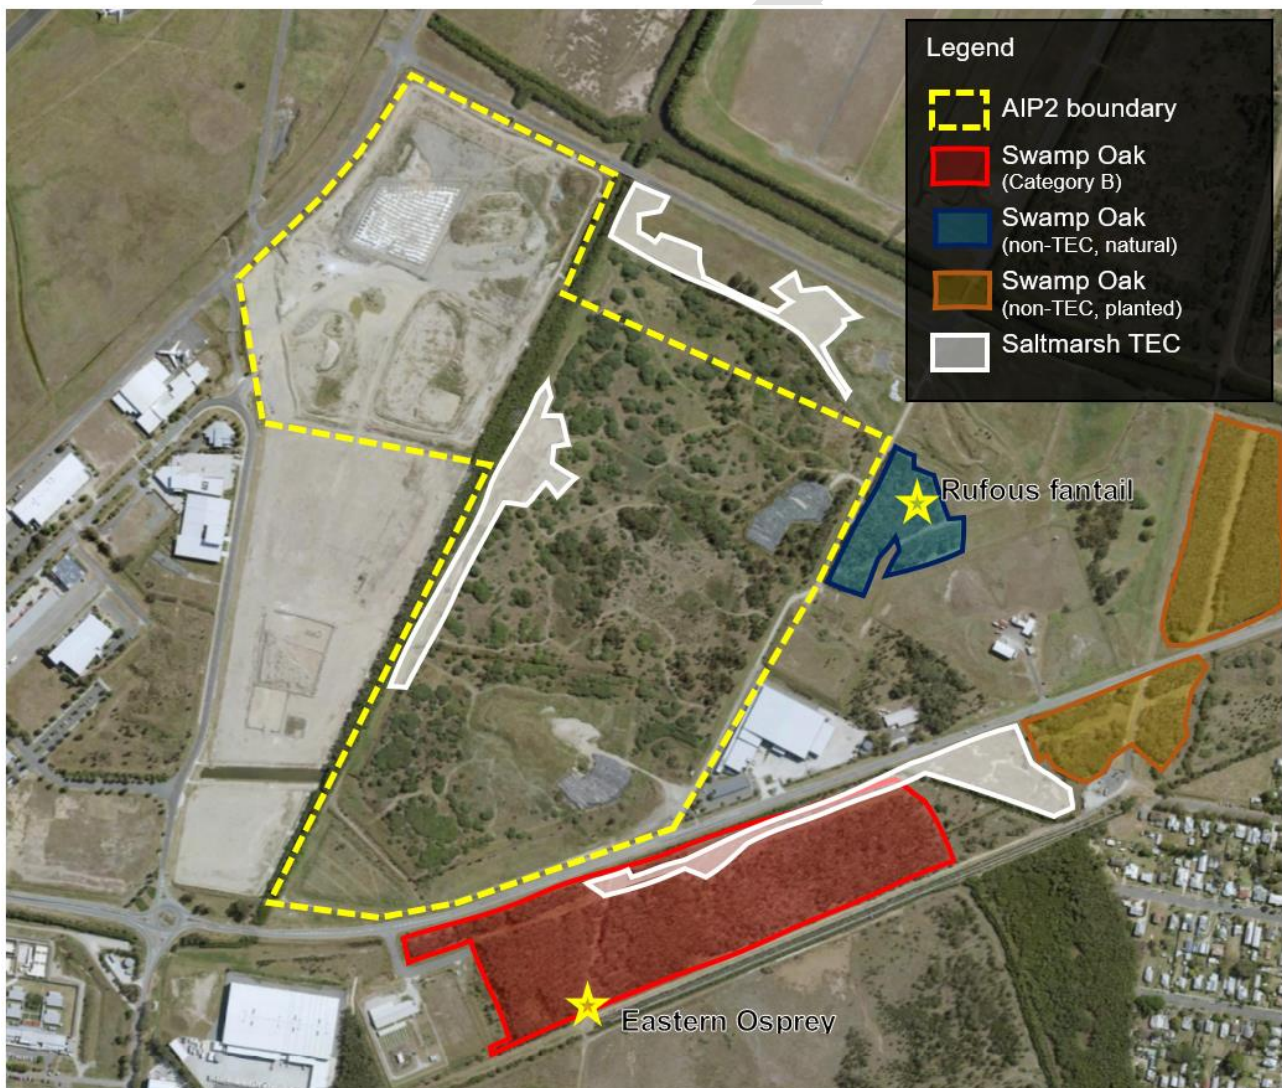 Legend
AIP2 boundary
Swamp Oak
(Category B)
Swamp Oak
(non-TEC, natural)
Swamp Oak
(non-TEC, planted)
Saltmarsh TEC
Rufous fantail
Eastern Osprey